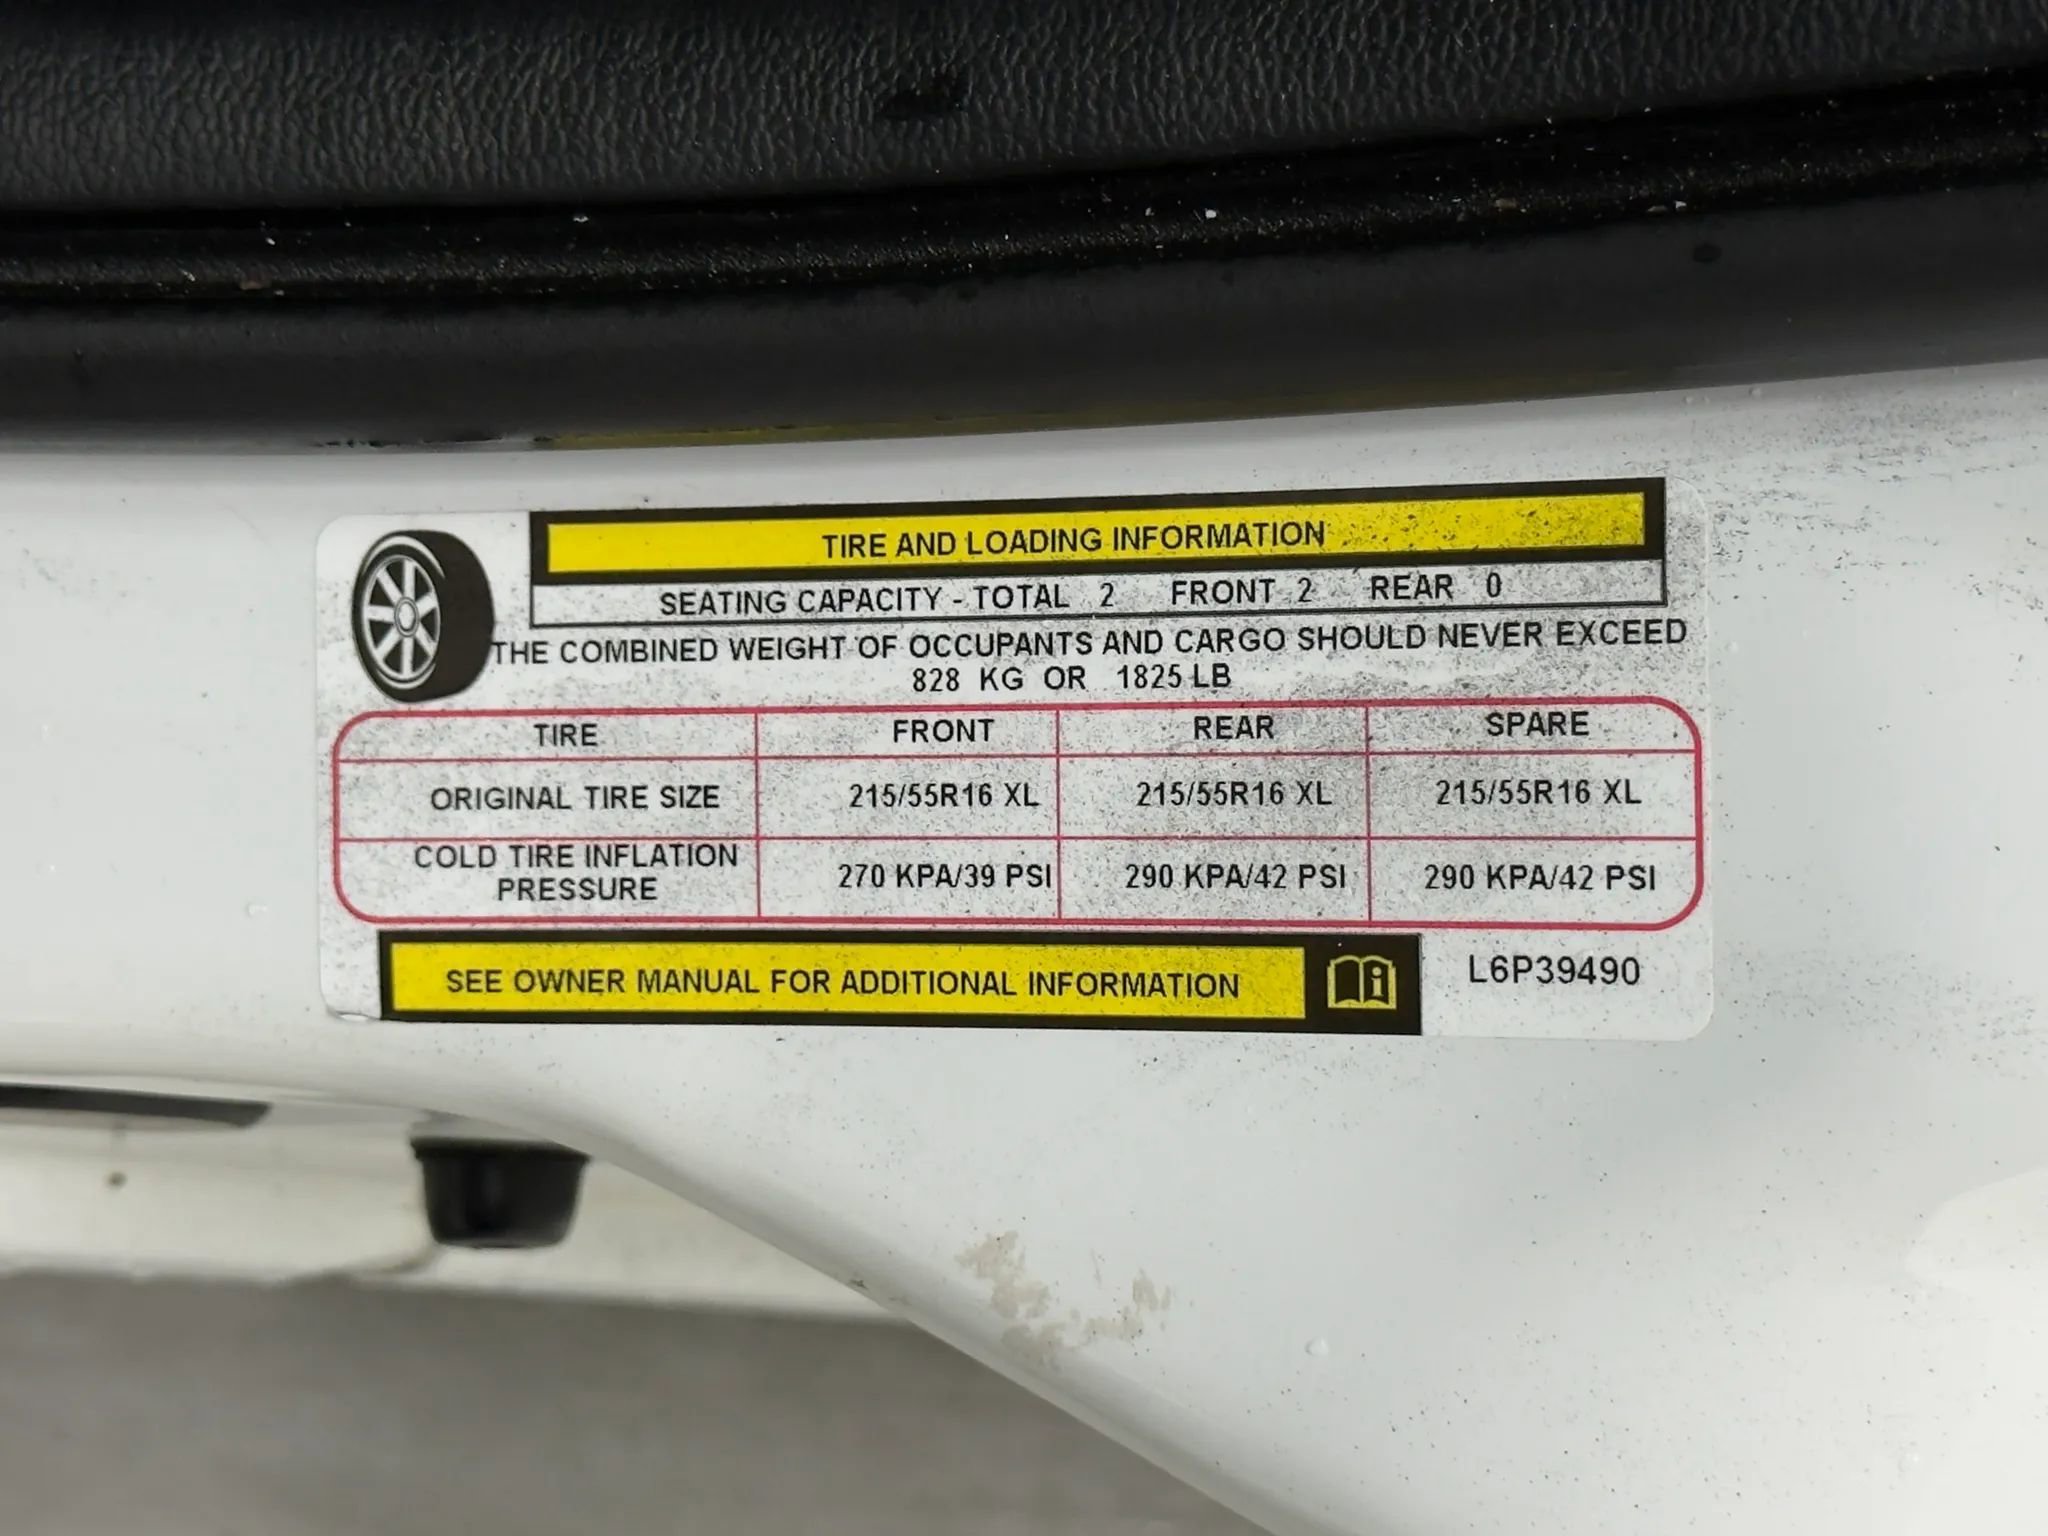 TIRE AND LOADING INFORMATION
SEATING CAPACITY - TOTAL 2 FRONT 2 REAR 0
THE COMBINED WEIGHT OF OCCUPANTS AND CARGO SHOULD NEVER EXCEED
828 KG OR 1825 LB
TIRE FRONT REAR SPARE
ORIGINAL TIRE SIZE 215/55R16 XL 215/55R16 XL 215/55R16 XL
COLD TIRE INFLATION
PRESSURE 270 KPA/39 PSI 290 KPA/42 PSI 290 KPA/42 PSI
SEE OWNER MANUAL FOR ADDITIONAL INFORMATION
L6P39490